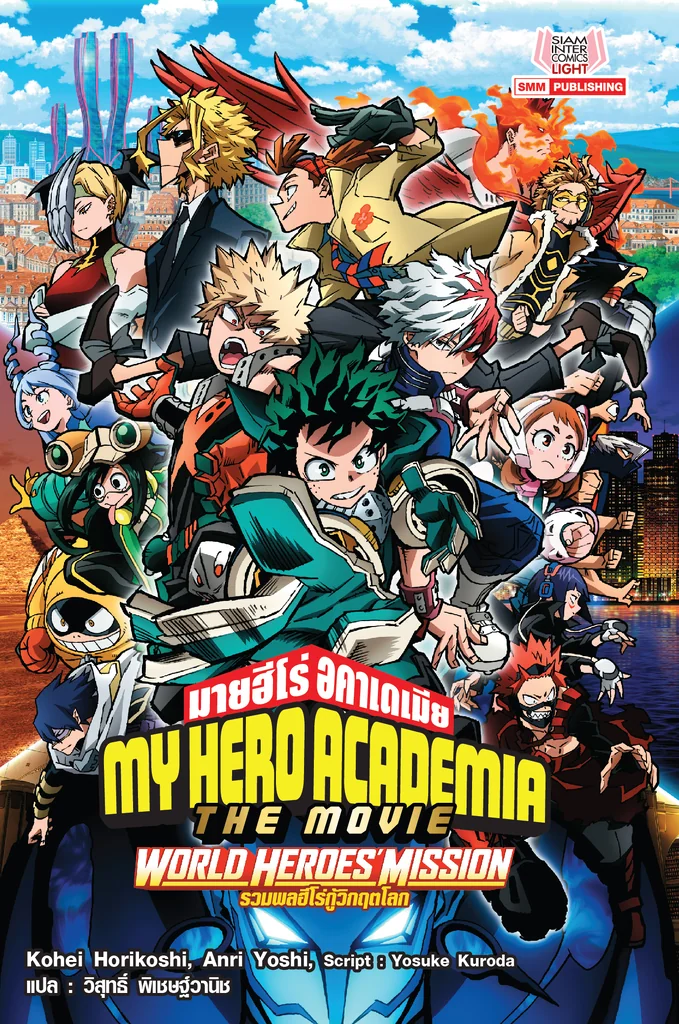 SIAM
INTER
COMICS
LIGHT
SMM PUBLISHING
มายฮีโร่ อคาเดเมีย
MY HERO ACADEMIA
THE MOVIE
WORLD HEROES' MISSION
รวมพลฮีโร่กู้วิกฤตโลก
Kohei Horikoshi, Anri Yoshi, Script : Yosuke Kuroda
แปล : วิสุทธิ์ พิเชษฐ์วานิช